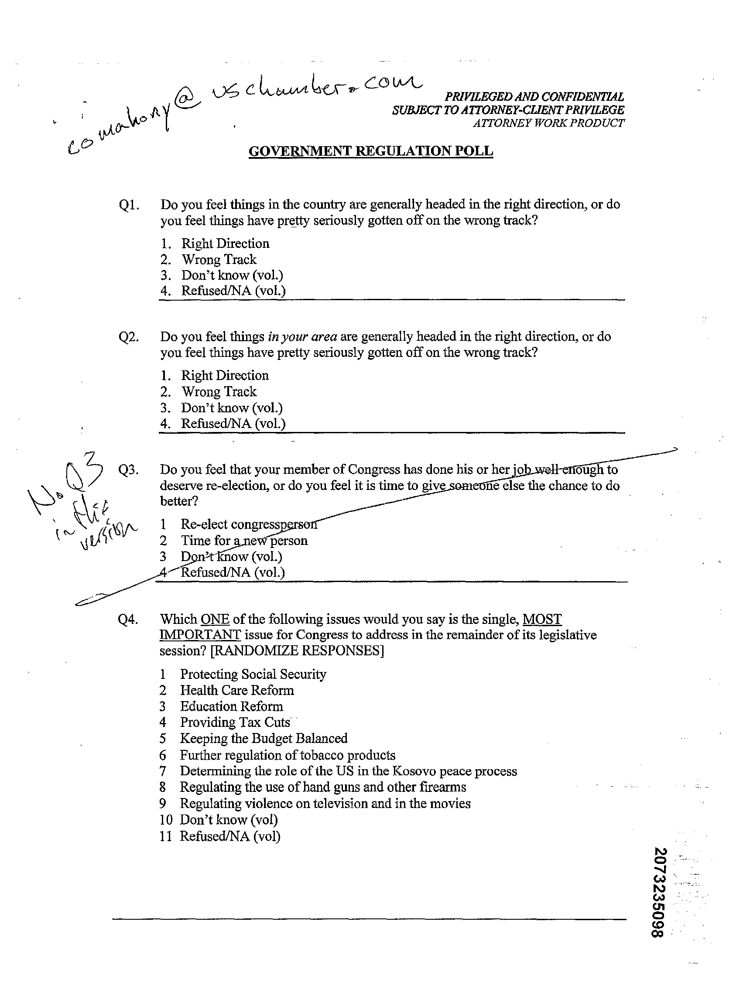 comahony@uschamber.com
PRIVILEGED AND CONFIDENTIAL
SUBJECT TO ATTORNEY-CLIENT PRIVILEGE
ATTORNEY WORK PRODUCT
GOVERNMENT REGULATION POLL
Q1. Do you feel things in the country are generally headed in the right direction, or do
you feel things have pretty seriously gotten off on the wrong track?
1. Right Direction
2. Wrong Track
3. Don't know (vol.)
4. Refused/NA (vol.)
Q2. Do you feel things in your area are generally headed in the right direction, or do
you feel things have pretty seriously gotten off on the wrong track?
1. Right Direction
2. Wrong Track
3. Don't know (vol.)
4. Refused/NA (vol.)
No Q3
in this
version
Q3. Do you feel that your member of Congress has done his or her job well enough to
deserve re-election, or do you feel it is time to give someone else the chance to do
better?
1 Re-elect congressperson
2 Time for a new person
3 Don't know (vol.)
4 Refused/NA (vol.)
Q4. Which ONE of the following issues would you say is the single, MOST
IMPORTANT issue for Congress to address in the remainder of its legislative
session? [RANDOMIZE RESPONSES]
1 Protecting Social Security
2 Health Care Reform
3 Education Reform
4 Providing Tax Cuts
5 Keeping the Budget Balanced
6 Further regulation of tobacco products
7 Determining the role of the US in the Kosovo peace process
8 Regulating the use of hand guns and other firearms
9 Regulating violence on television and in the movies
10 Don't know (vol)
11 Refused/NA (vol)
2073235098